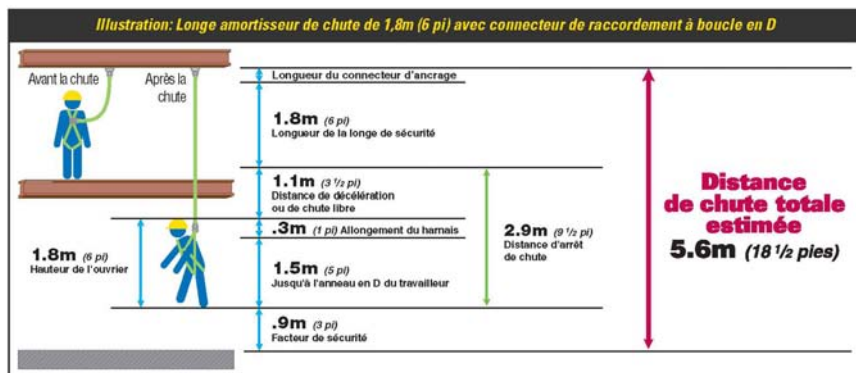 Illustration: Longe amortisseur de chute de 1,8m (6 pi) avec connecteur de raccordement à boucle en D
Avant la chute
Après la
chute
Longueur du connecteur d'ancrage
1.8m (6 pi)
Longueur de la longe de sécurité
1.1m (3 ½ pi)
Distance de décélération
ou de chute libre
.3m (1 pi) Allongement du harnais
1.8m (6 pi)
Hauteur de l'ouvrier
1.5m (5 pi)
Jusqu'à l'anneau en D du travailleur
2.9m (9 ½ pi)
Distance d'arrêt
de chute
.9m (3 pi)
Facteur de sécurité
Distance
de chute totale
estimée
5.6m (18 ½ pies)